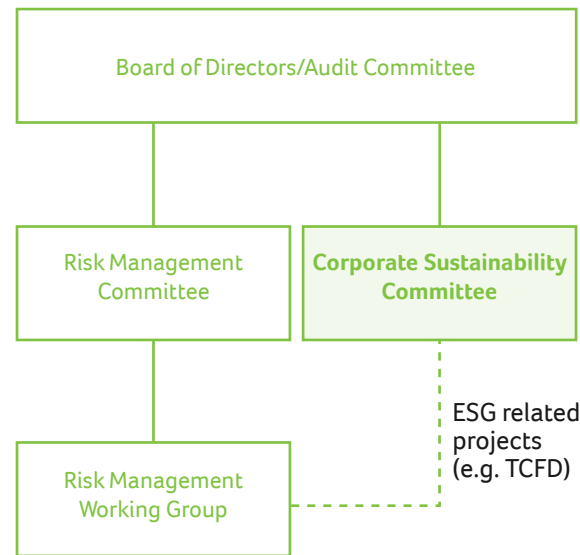 Board of Directors/Audit Committee
Risk Management
Committee
Corporate Sustainability
Committee
ESG related
projects
(e.g. TCFD)
Risk Management
Working Group